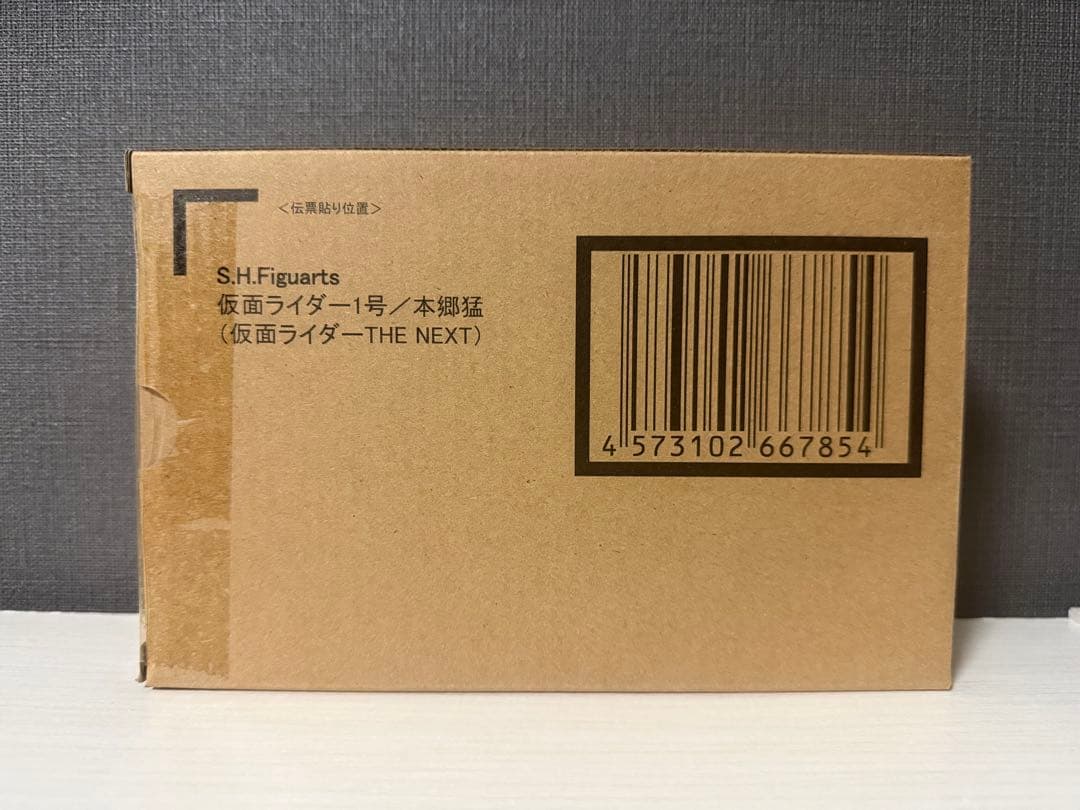 ＜伝票貼り位置＞
S.H.Figuarts
仮面ライダー1号／本郷猛
（仮面ライダーTHE NEXT）
4 573102 667854